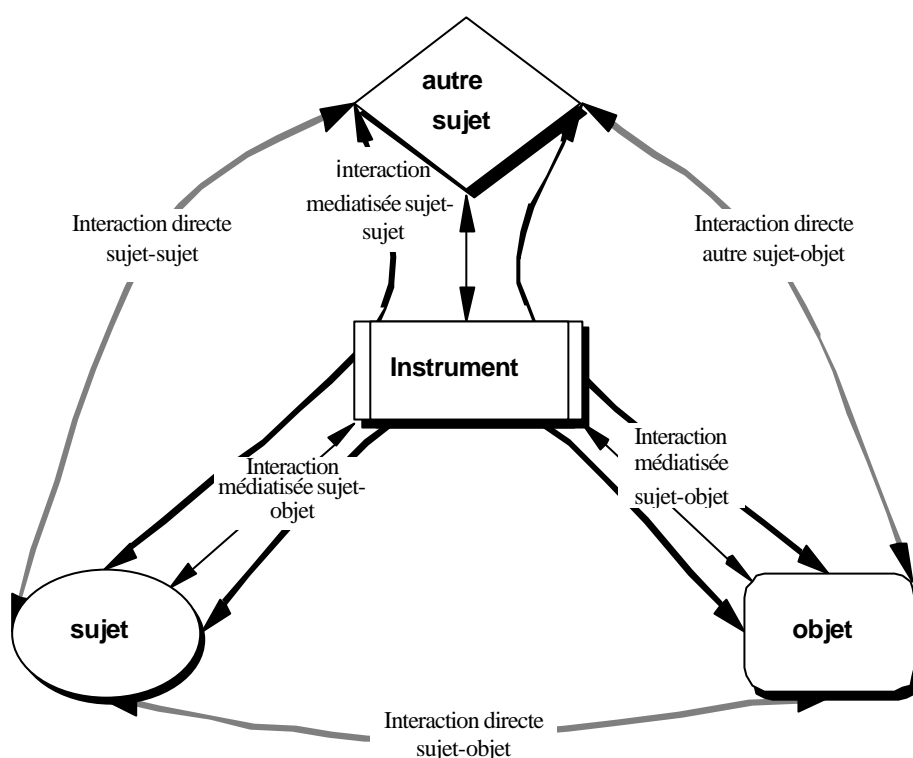 autre
sujet
interaction
mediatisée sujet-
sujet
Interaction directe
sujet-sujet
Interaction directe
autre sujet-objet
Instrument
Interaction
médiatisée sujet-
objet
Interaction
médiatisée
sujet-objet
sujet
objet
Interaction directe
sujet-objet